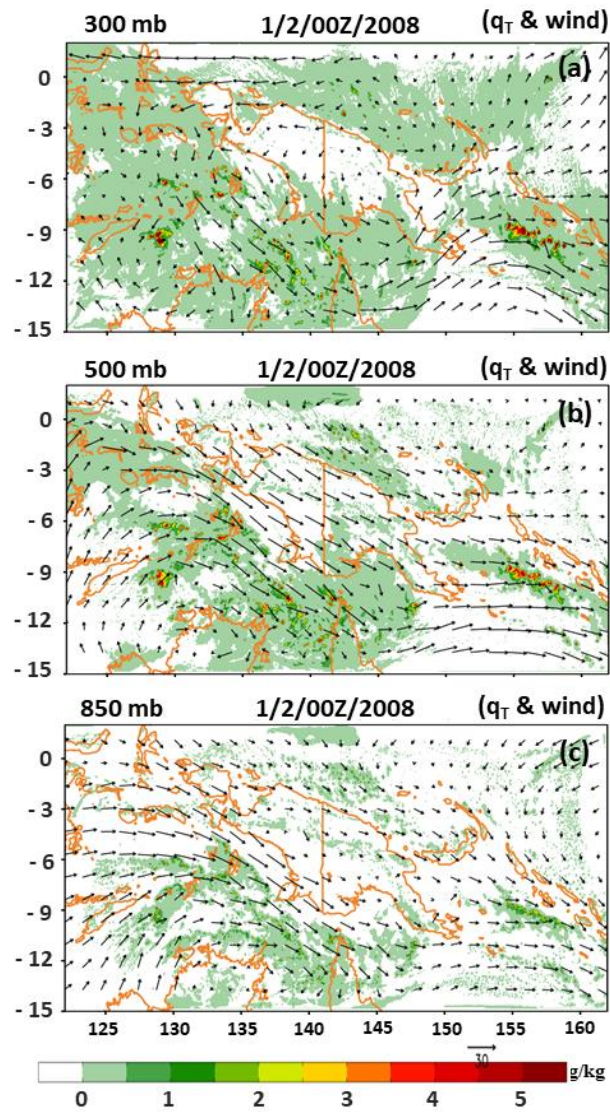 300 mb 1/2/00Z/2008 (qT & wind)
(a)
0
- 3
- 6
- 9
- 12
- 15
500 mb 1/2/00Z/2008 (qT & wind)
(b)
0
- 3
- 6
- 9
- 12
- 15
850 mb 1/2/00Z/2008 (qT & wind)
(c)
0
- 3
- 6
- 9
- 12
- 15
125 130 135 140 145 150 155 160
30
g/kg
0 1 2 3 4 5